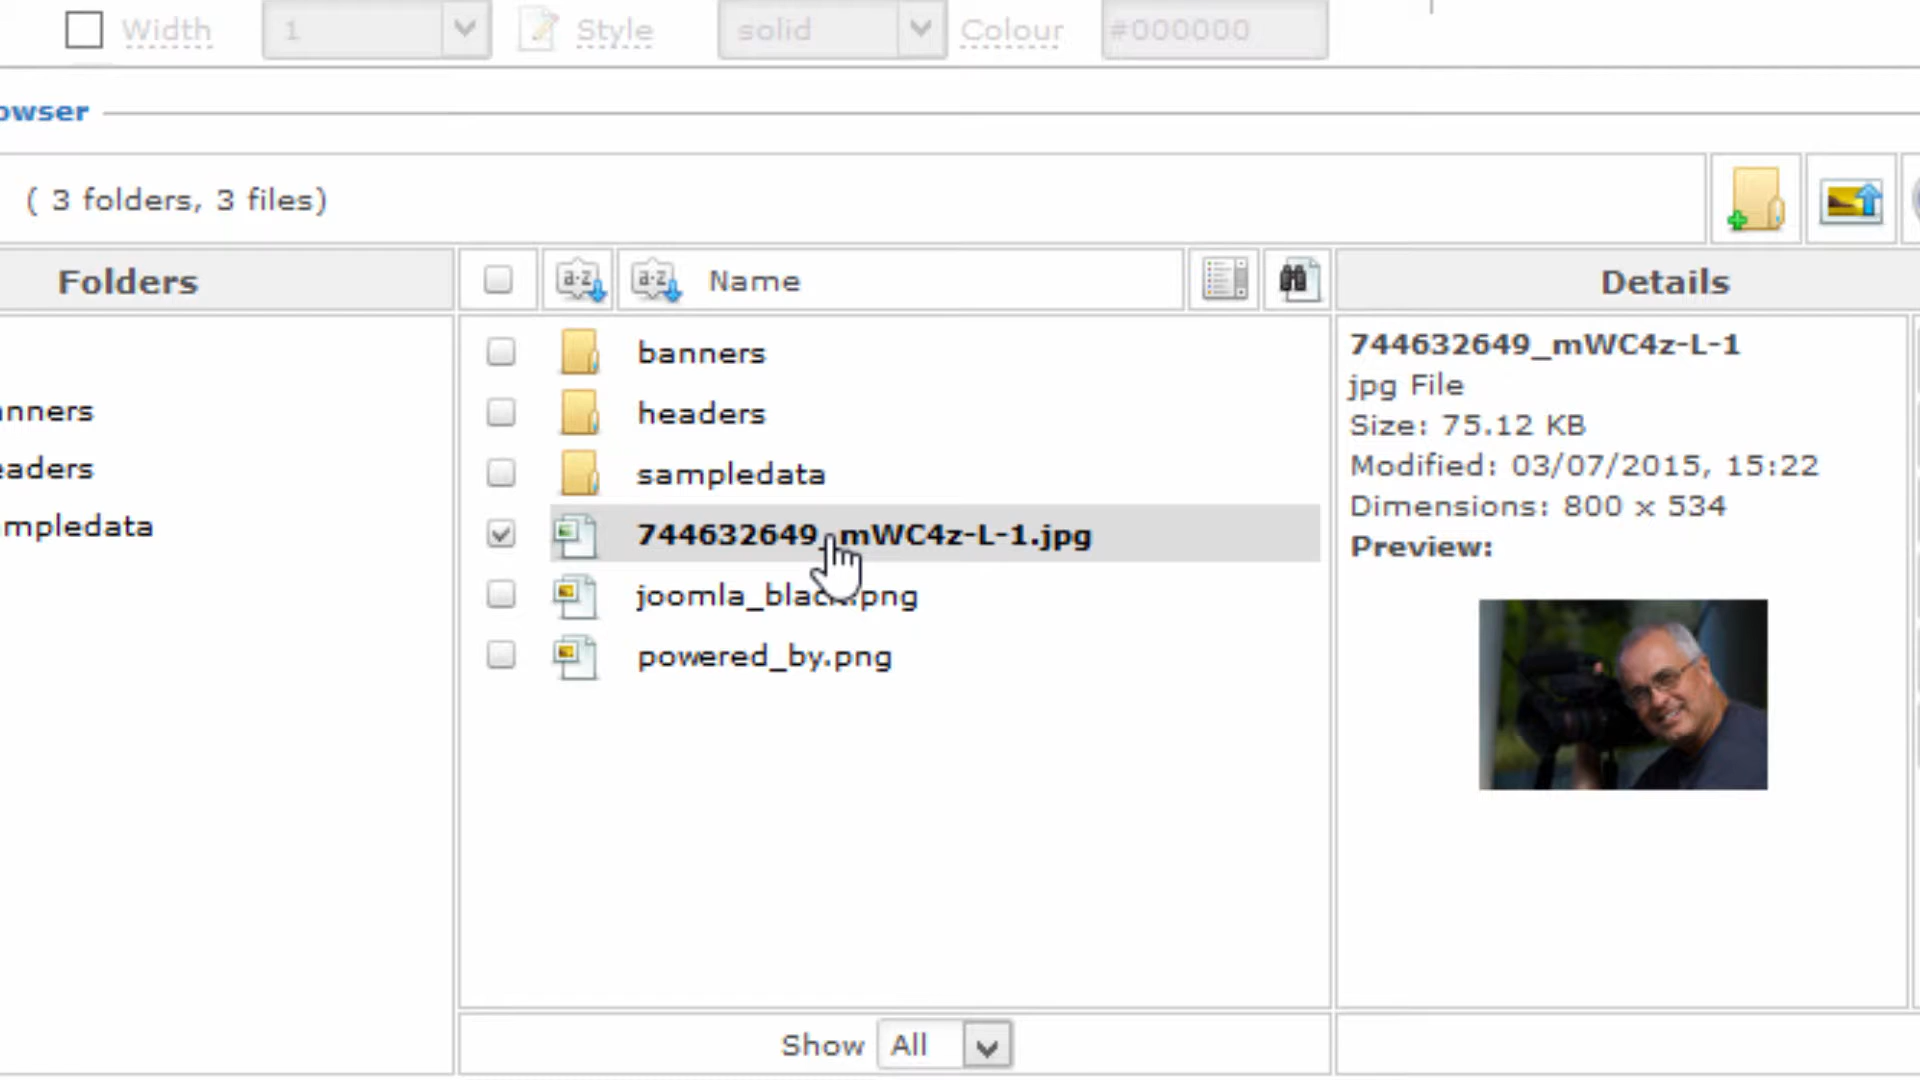 Width 1 Style solid Colour #000000
owser
( 3 folders, 3 files)
Folders
Name
Details
nners
eaders
mpledata
banners
headers
sampledata
744632649_mWC4z-L-1.jpg
joomla_black.png
powered_by.png
744632649_mWC4z-L-1
jpg File
Size: 75.12 KB
Modified: 03/07/2015, 15:22
Dimensions: 800 x 534
Preview:
Show All